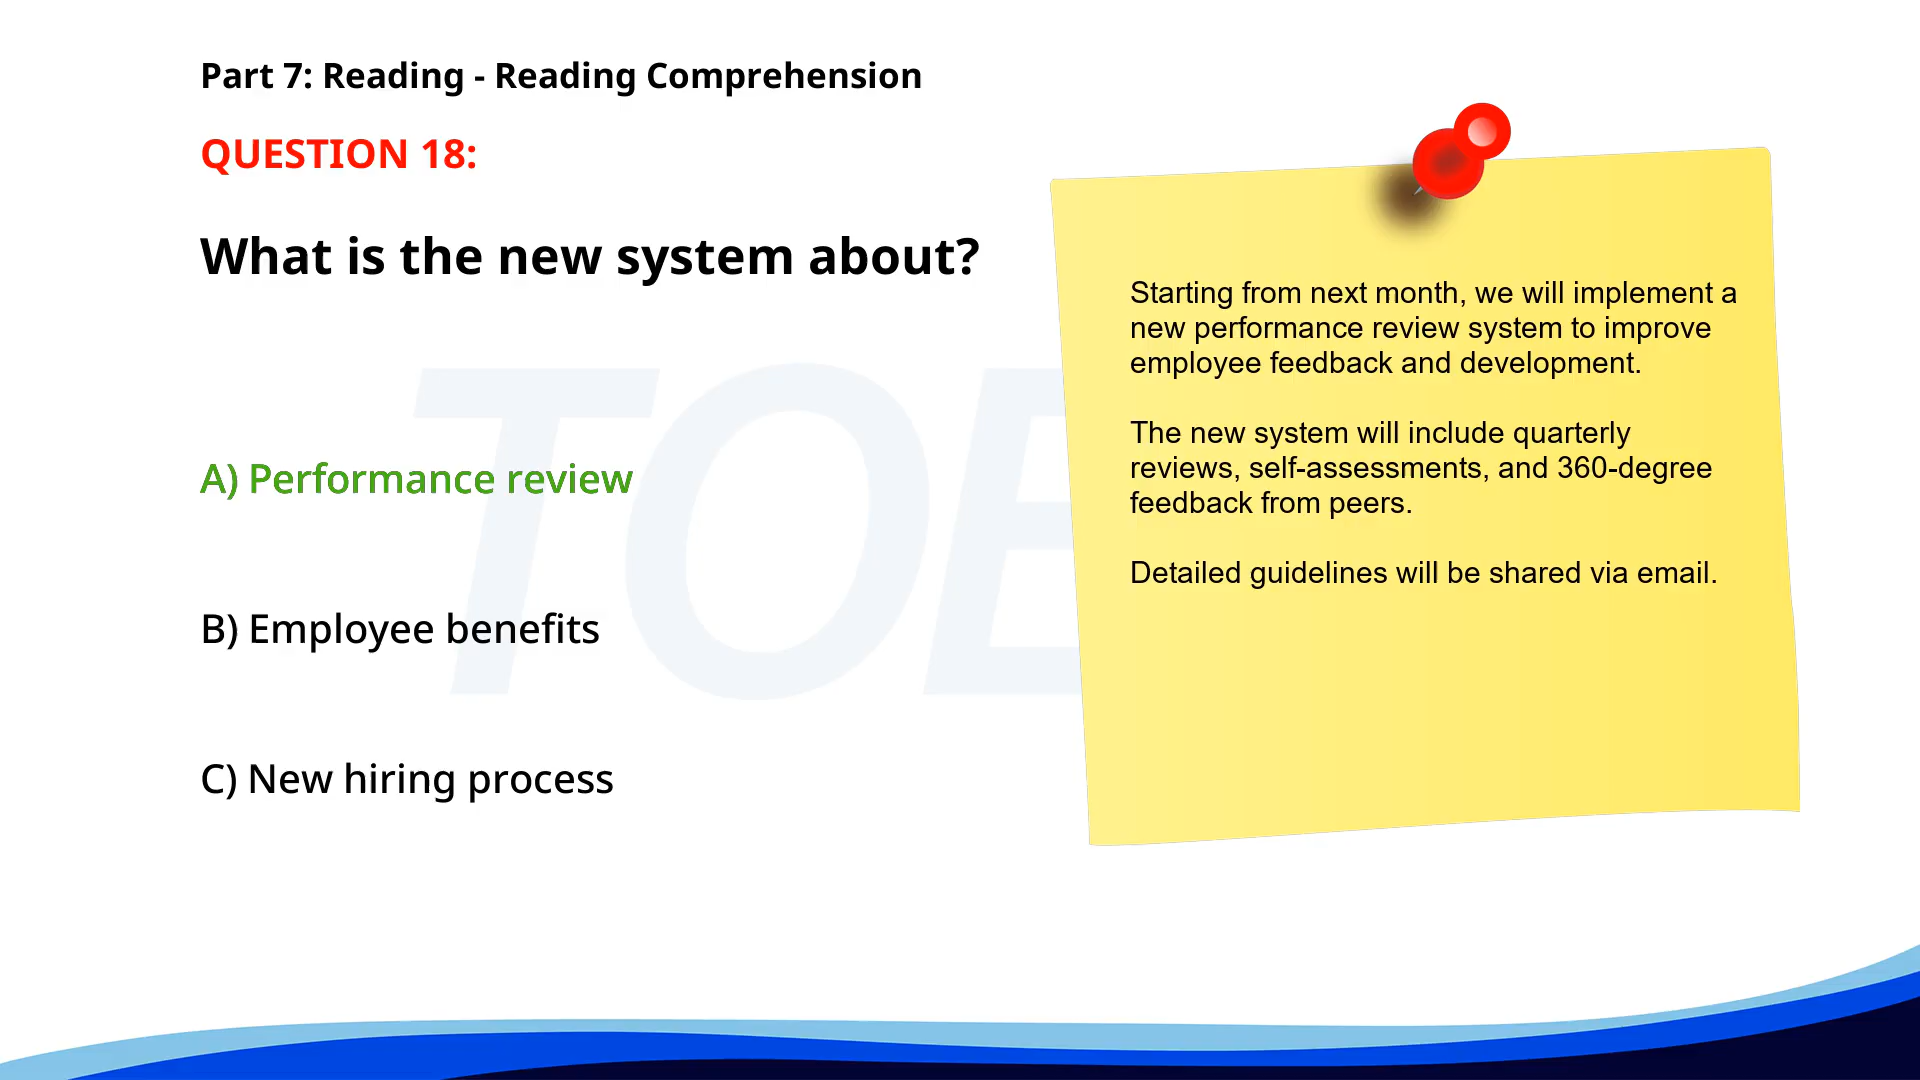 Part 7: Reading - Reading Comprehension
QUESTION 18:
What is the new system about?
A) Performance review
B) Employee benefits
C) New hiring process
Starting from next month, we will implement a
new performance review system to improve
employee feedback and development.
The new system will include quarterly
reviews, self-assessments, and 360-degree
feedback from peers.
Detailed guidelines will be shared via email.